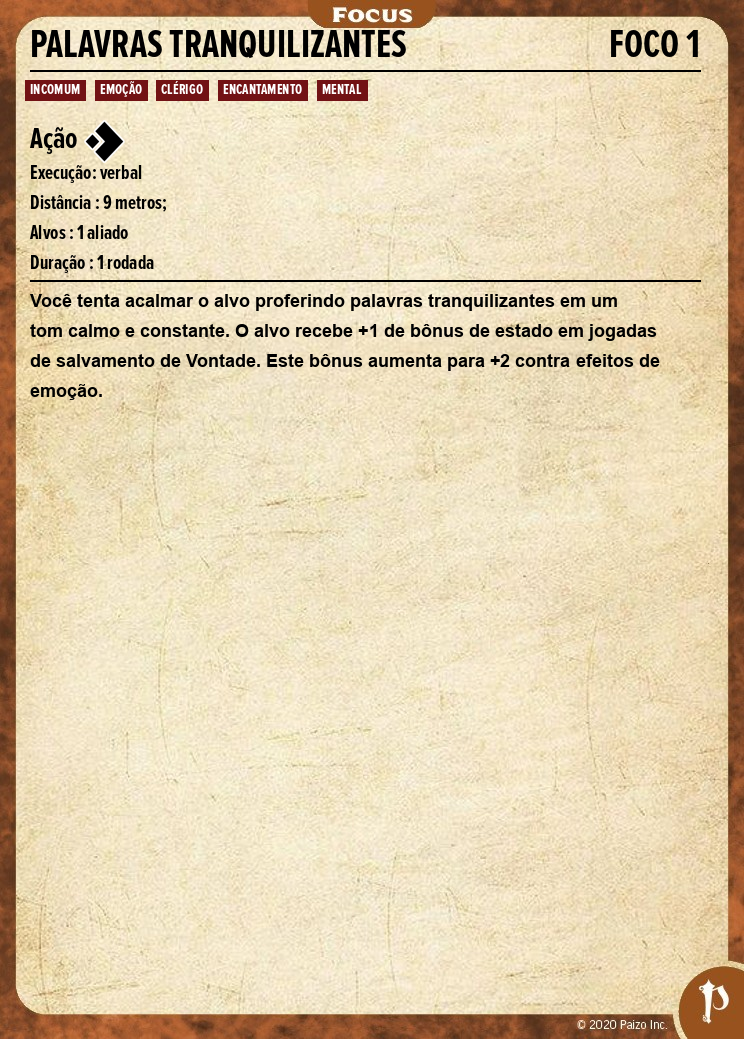 Focus
PALAVRAS TRANQUILIZANTES FOCO 1
INCOMUM EMOÇÃO CLÉRIGO ENCANTAMENTO MENTAL
Ação
Execução: verbal
Distância : 9 metros;
Alvos : 1 aliado
Duração : 1 rodada
Você tenta acalmar o alvo proferindo palavras tranquilizantes em um
tom calmo e constante. O alvo recebe +1 de bônus de estado em jogadas
de salvamento de Vontade. Este bônus aumenta para +2 contra efeitos de
emoção.
© 2020 Paizo Inc.
P